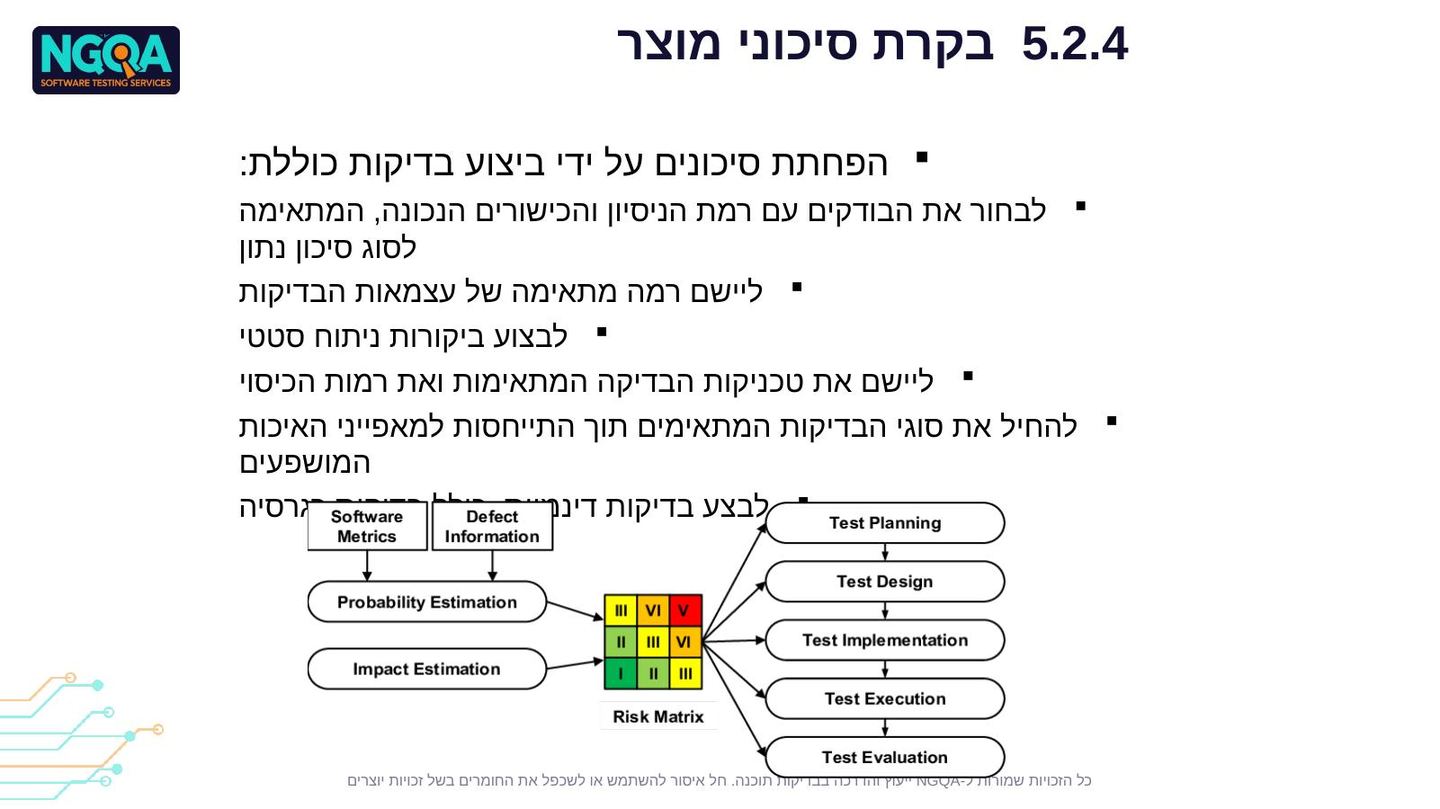 NGQA
SOFTWARE TESTING SERVICES
5.2.4 בקרת סיכוני מוצר
▪ הפחתת סיכונים על ידי ביצוע בדיקות כוללת:
▪ לבחור את הבודקים עם רמת הניסיון והכישורים הנכונה, המתאימה
לסוג סיכון נתון
▪ ליישם רמה מתאימה של עצמאות הבדיקות
▪ לבצוע ביקורות ניתוח סטטי
▪ ליישם את טכניקות הבדיקה המתאימות ואת רמות הכיסוי
▪ להחיל את סוגי הבדיקות המתאימים תוך התייחסות למאפייני האיכות
המושפעים
▪ לבצע בדיקות
Software
Metrics
Defect
Information
Probability Estimation
Impact Estimation
III VI V
II III VI
I II III
Risk Matrix
Test Planning
Test Design
Test Implementation
Test Execution
Test Evaluation
כל הזכויות שמורות ל-NGQA ייעוץ והדרכה בבדיקות תוכנה. חל איסור להשתמש או לשכפל את החומרים בשל זכויות יוצרים